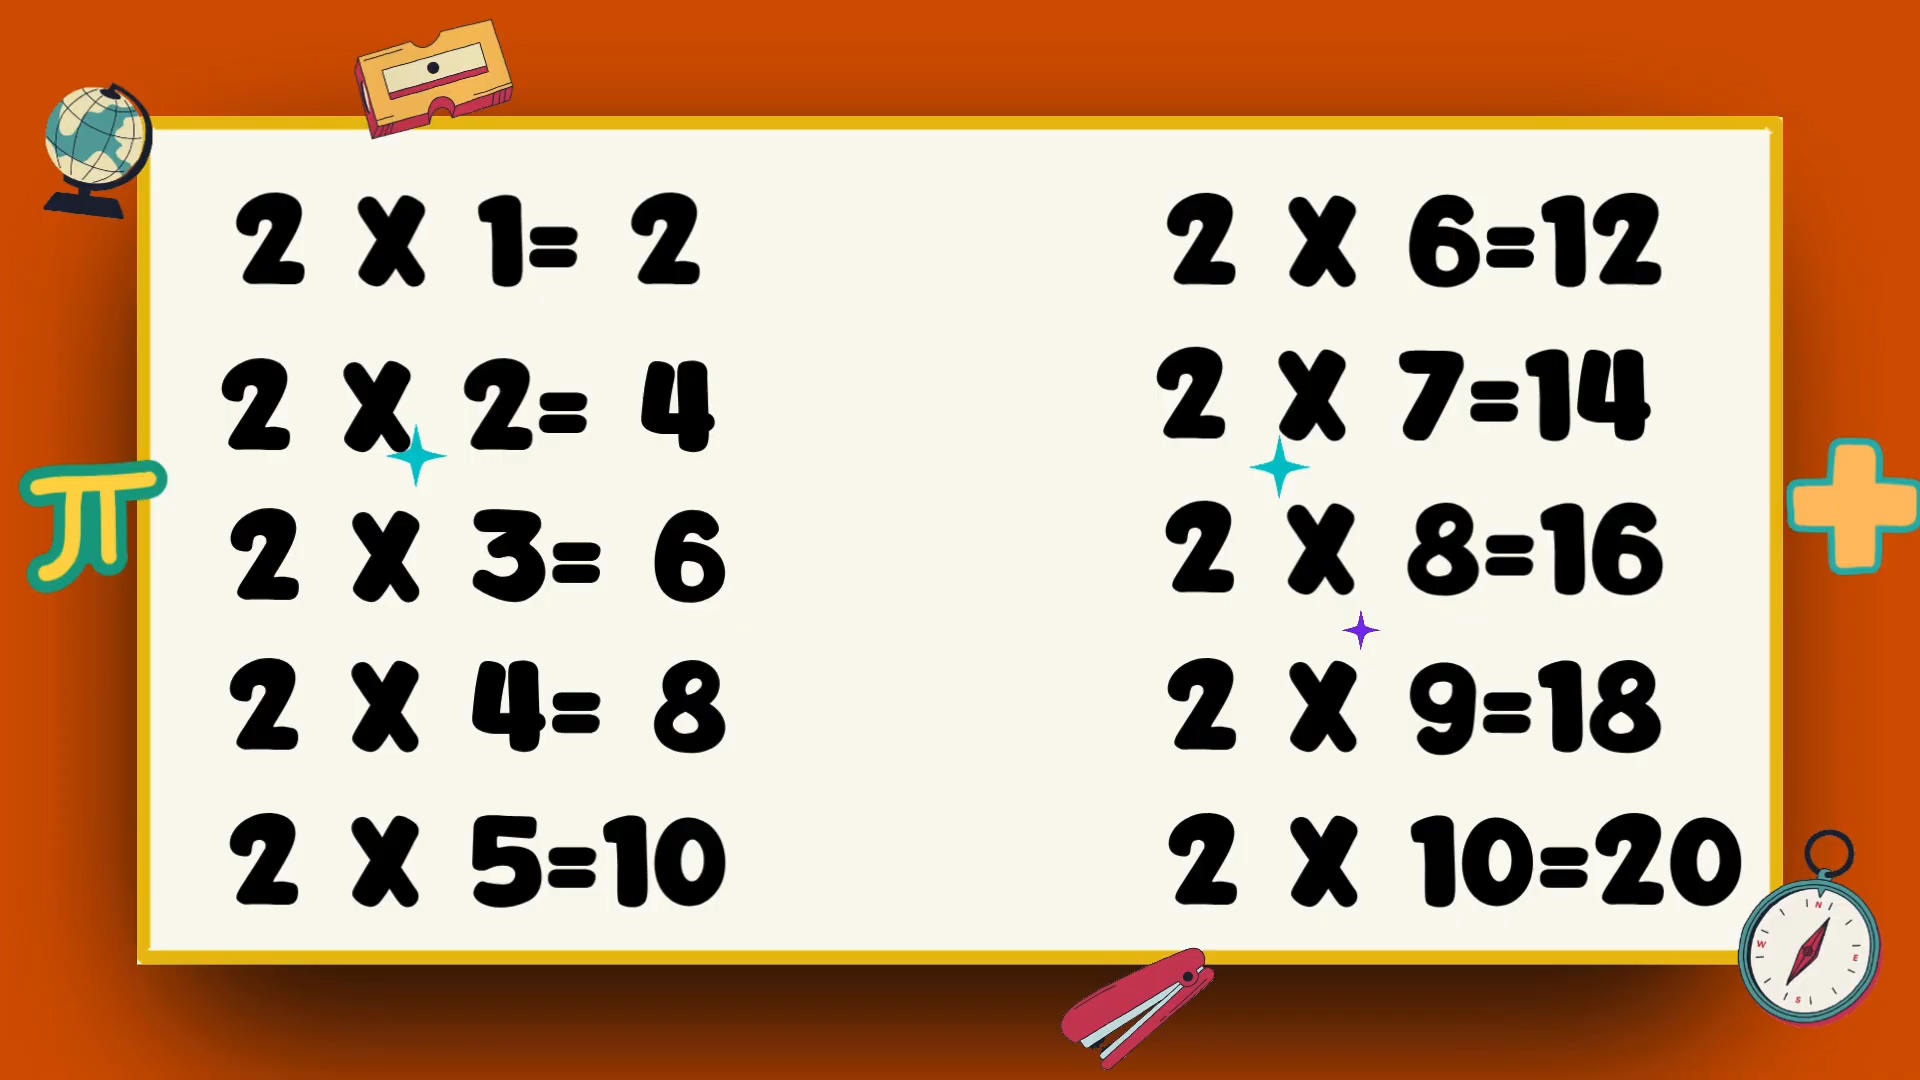 2 X 1= 2
2 X 2= 4
2 X 3= 6
2 X 4= 8
2 X 5=10
2 X 6=12
2 X 7=14
2 X 8=16
2 X 9=18
2 X 10=20
π
N
W
E
S